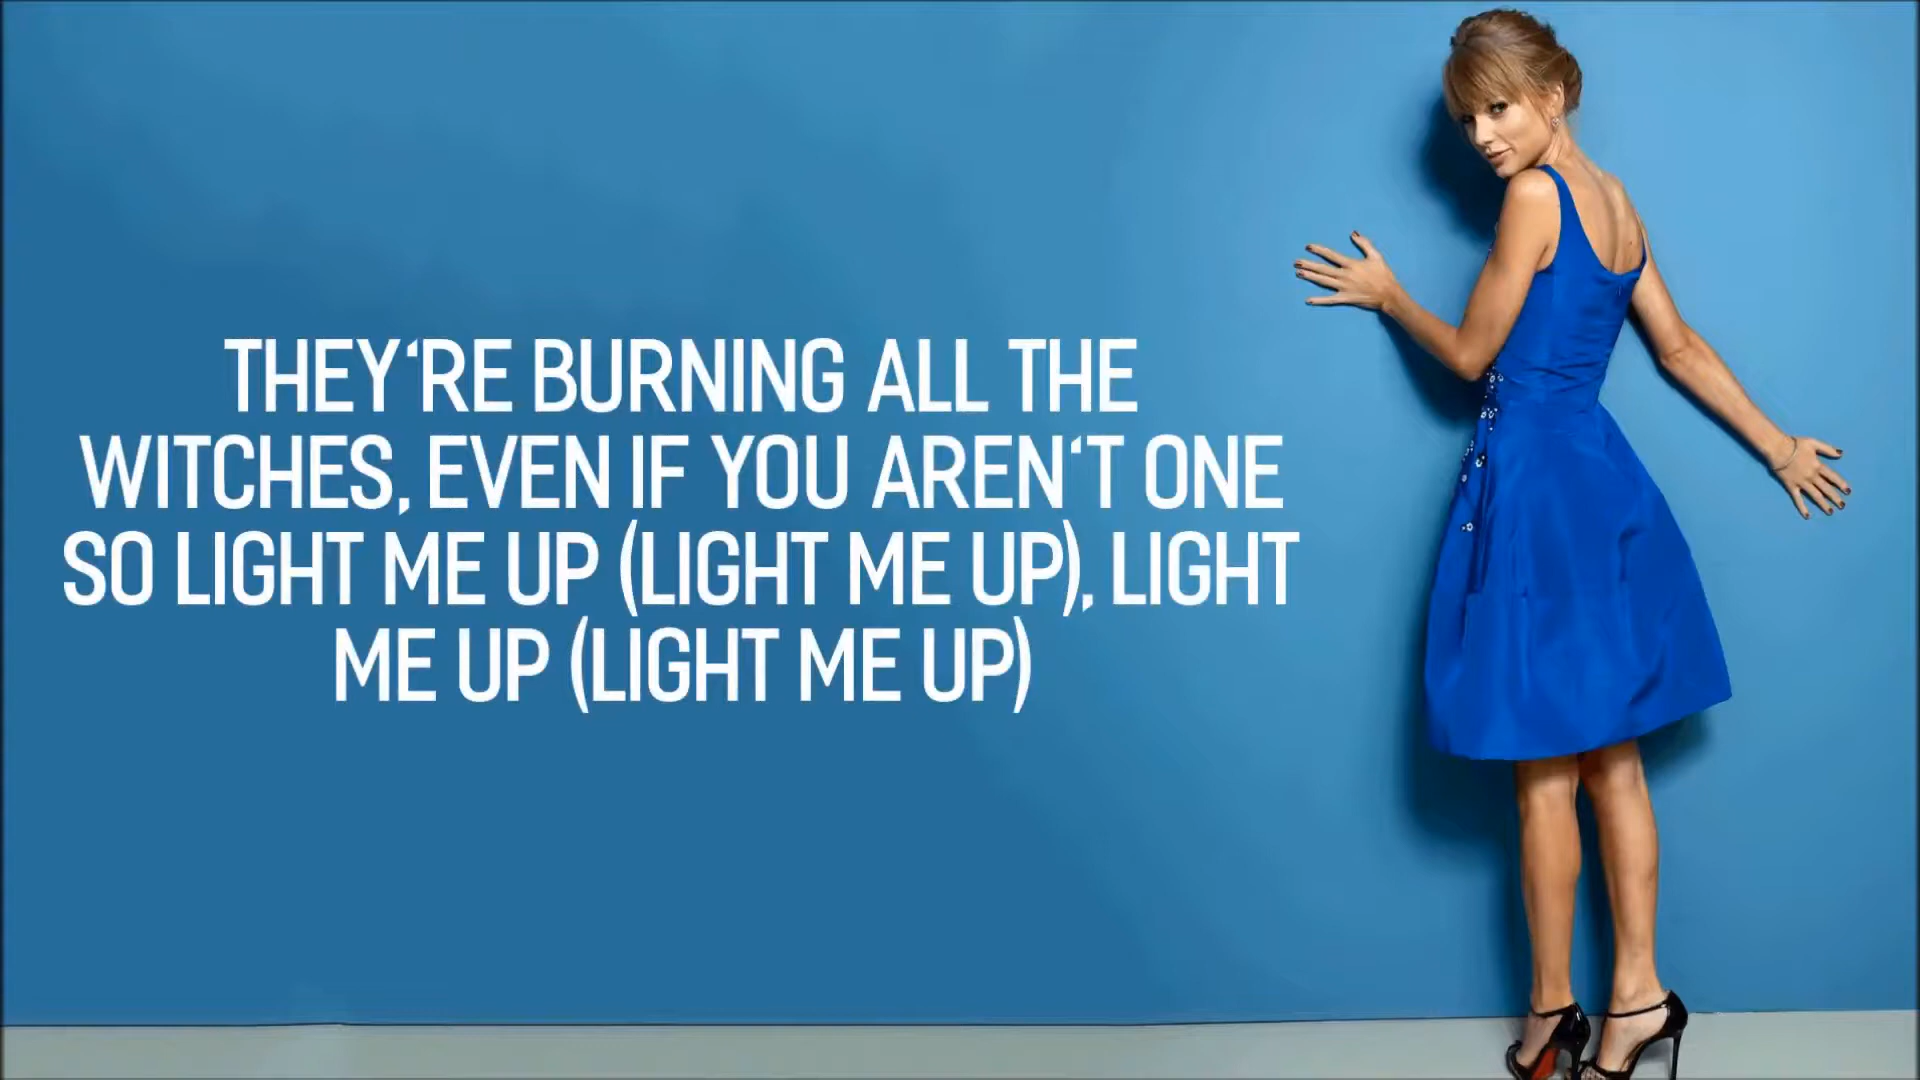 THEY‘RE BURNING ALL THE
WITCHES, EVEN IF YOU AREN‘T ONE
SO LIGHT ME UP (LIGHT ME UP), LIGHT
ME UP (LIGHT ME UP)